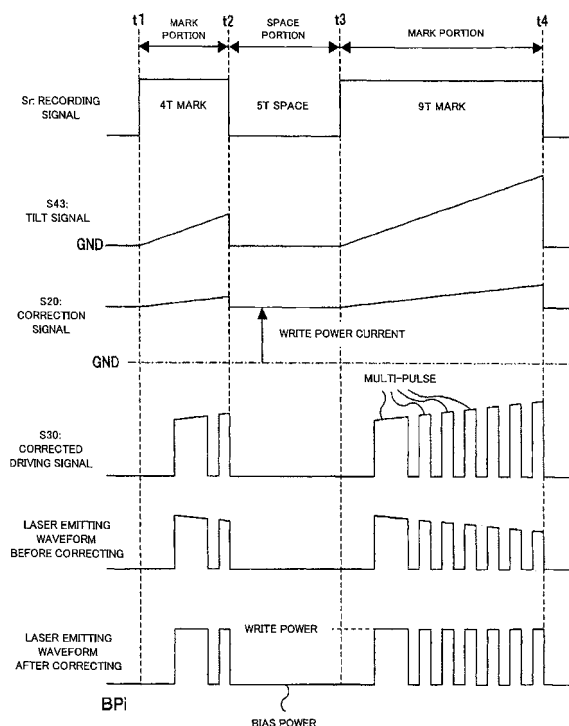 t1
t2
t3
t4
MARK
PORTION
SPACE
PORTION
MARK PORTION
Sr: RECORDING
SIGNAL
4T MARK
5T SPACE
9T MARK
S43:
TILT SIGNAL
GND
S20:
CORRECTION
SIGNAL
WRITE POWER CURRENT
GND
MULTI-PULSE
S30:
CORRECTED
DRIVING SIGNAL
LASER EMITTING
WAVEFORM
BEFORE CORRECTING
LASER EMITTING
WAVEFORM
AFTER CORRECTING
WRITE POWER
BPi
BIAS POWER